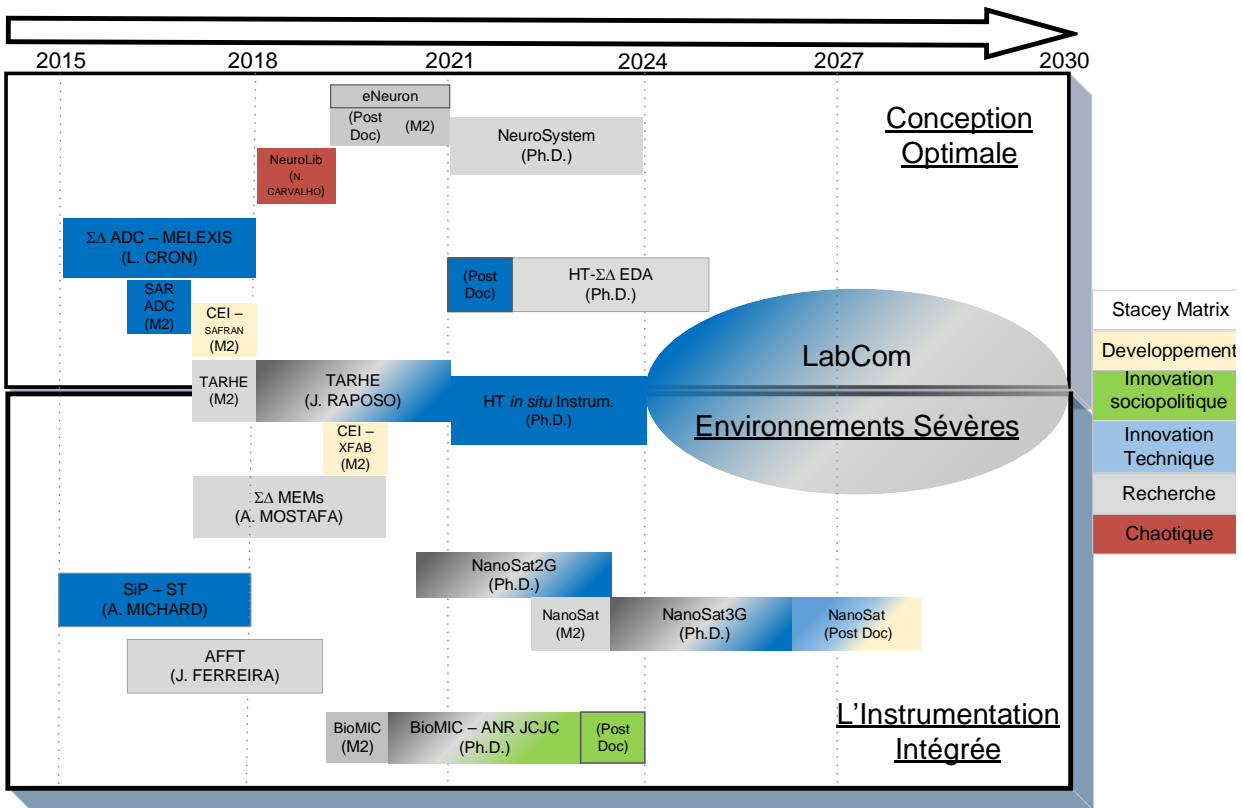 2015 2018 2021 2024 2027 2030
eNeuron
(Post
Doc)
(M2)
Conception
Optimale
NeuroSystem
(Ph.D.)
NeuroLib
(N.
CARVALHO)
ΣΔ ADC – MELEXIS
(L. CRON)
SAR
ADC
(M2)
(Post
Doc)
HT-ΣΔ EDA
(Ph.D.)
CEI –
SAFRAN
(M2)
TARHE
(M2)
TARHE
(J. RAPOSO)
HT in situ Instrum.
(Ph.D.)
LabCom
Environnements Sévères
CEI –
XFAB
(M2)
ΣΔ MEMs
(A. MOSTAFA)
NanoSat2G
(Ph.D.)
SiP – ST
(A. MICHARD)
NanoSat
(M2)
NanoSat3G
(Ph.D.)
NanoSat
(Post Doc)
AFFT
(J. FERREIRA)
BioMIC
(M2)
BioMIC – ANR JCJC
(Ph.D.)
(Post
Doc)
L'Instrumentation
Intégrée
Stacey Matrix
Developpement
Innovation
sociopolitique
Innovation
Technique
Recherche
Chaotique